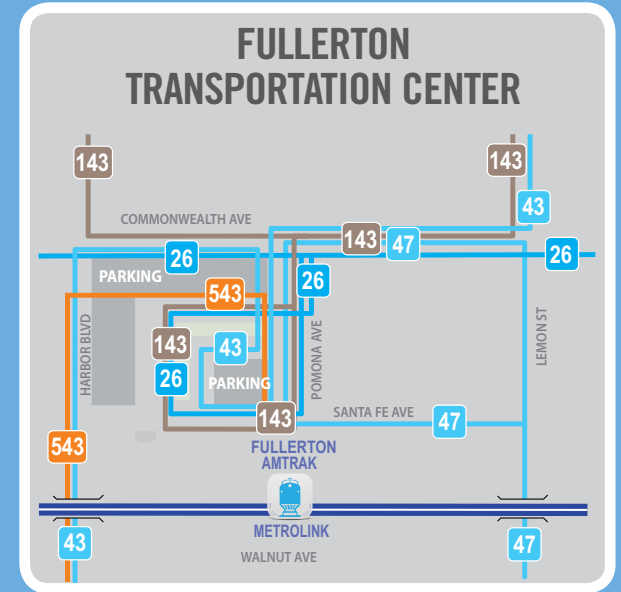 FULLERTON
TRANSPORTATION CENTER
143
143
43
COMMONWEALTH AVE
143
47
26
26
PARKING
26
543
HARBOR BLVD
143
43
POMONA AVE
LEMON ST
26
PARKING
143
SANTA FE AVE
47
543
FULLERTON
AMTRAK
METROLINK
43
47
WALNUT AVE